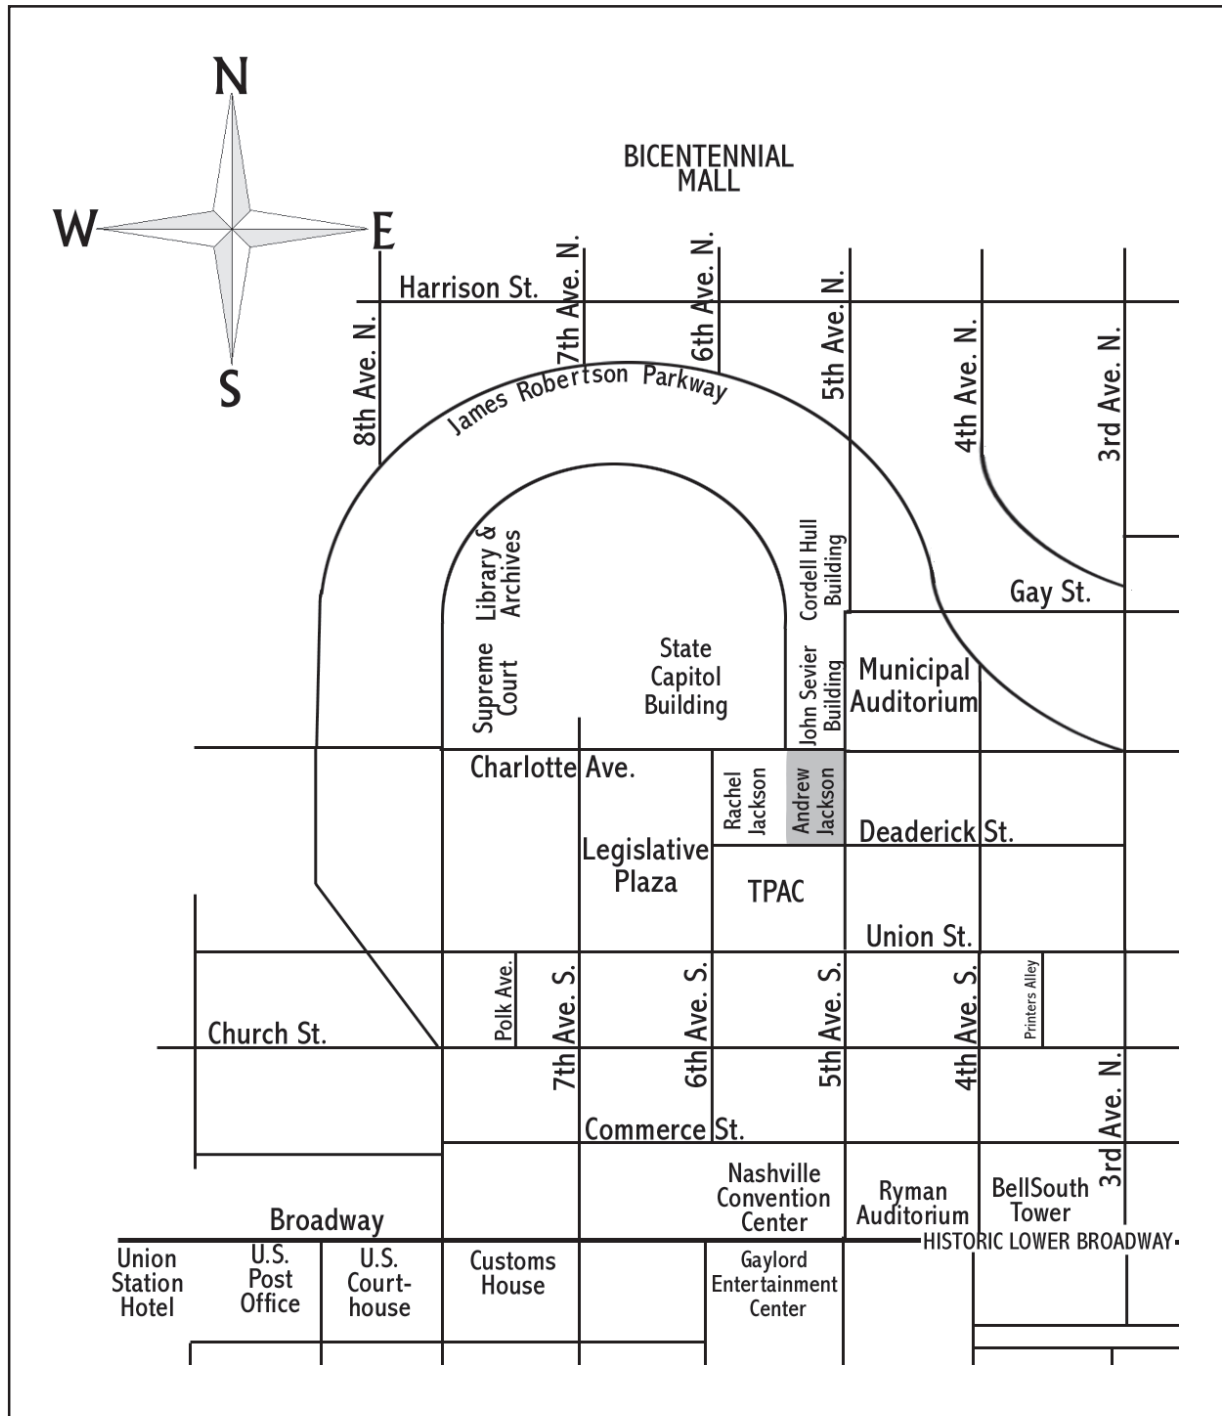 N
W
E
S
BICENTENNIAL
MALL
Harrison St.
8th Ave. N.
7th Ave. N.
6th Ave. N.
5th Ave. N.
4th Ave. N.
3rd Ave. N.
James Robertson Parkway
Library &
Archives
Cordell Hull
Building
Gay St.
Supreme
Court
State
Capitol
Building
John Sevier
Building
Municipal
Auditorium
Charlotte Ave.
Rachel
Jackson
Andrew
Jackson
Deaderick St.
Legislative
Plaza
TPAC
Union St.
Polk Ave.
7th Ave. S.
6th Ave. S.
5th Ave. S.
4th Ave. S.
Printers Alley
Church St.
3rd Ave. N.
Commerce St.
Nashville
Convention
Center
Ryman
Auditorium
BellSouth
Tower
Broadway
HISTORIC LOWER BROADWAY
Union
Station
Hotel
U.S.
Post
Office
U.S.
Court-
house
Customs
House
Gaylord
Entertainment
Center